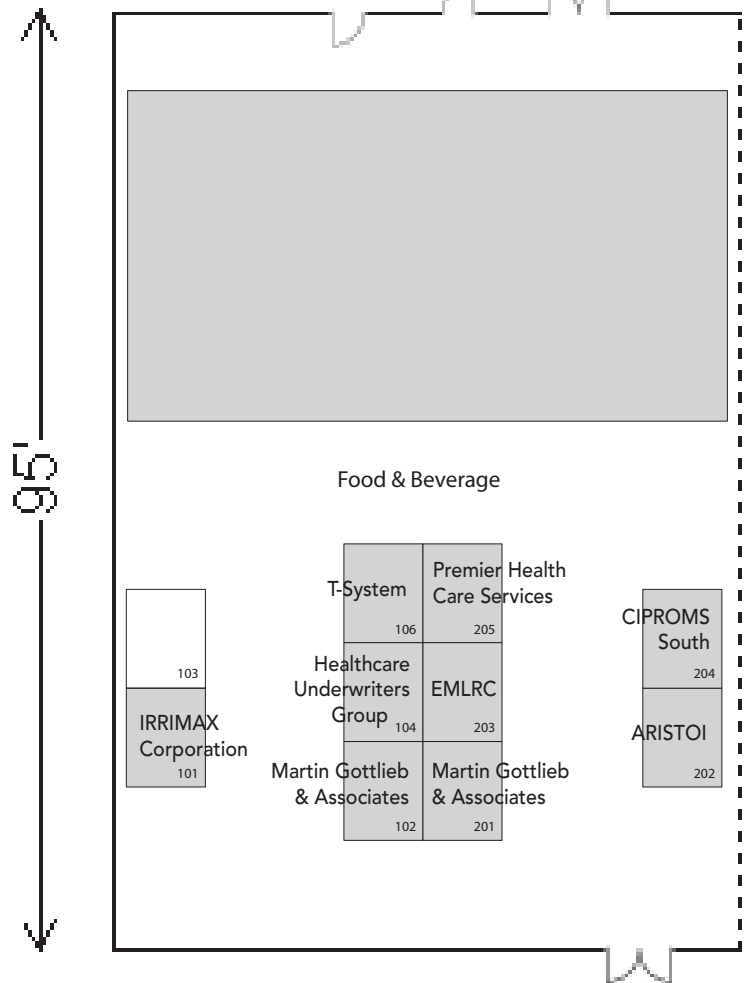 95'
Food & Beverage
T-System
106
Premier Health
Care Services
205
103
CIPROMS
South
204
Healthcare
Underwriters
Group
104
EMLRC
203
IRRIMAX
Corporation
101
ARISTOI
202
Martin Gottlieb
& Associates
102
Martin Gottlieb
& Associates
201